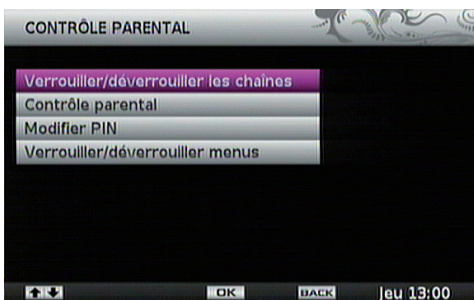 CONTRÔLE PARENTAL
Verrouiller/déverrouiller les chaînes
Contrôle parental
Modifier PIN
Verrouiller/déverrouiller menus
OK BACK Jeu 13:00